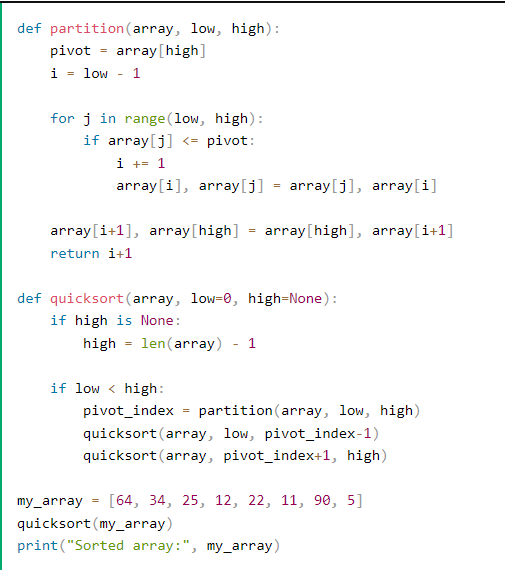 def partition(array, low, high):
    pivot = array[high]
    i = low - 1

    for j in range(low, high):
        if array[j] <= pivot:
            i += 1
            array[i], array[j] = array[j], array[i]

    array[i+1], array[high] = array[high], array[i+1]
    return i+1

def quicksort(array, low=0, high=None):
    if high is None:
        high = len(array) - 1

    if low < high:
        pivot_index = partition(array, low, high)
        quicksort(array, low, pivot_index-1)
        quicksort(array, pivot_index+1, high)

my_array = [64, 34, 25, 12, 22, 11, 90, 5]
quicksort(my_array)
print("Sorted array:", my_array)